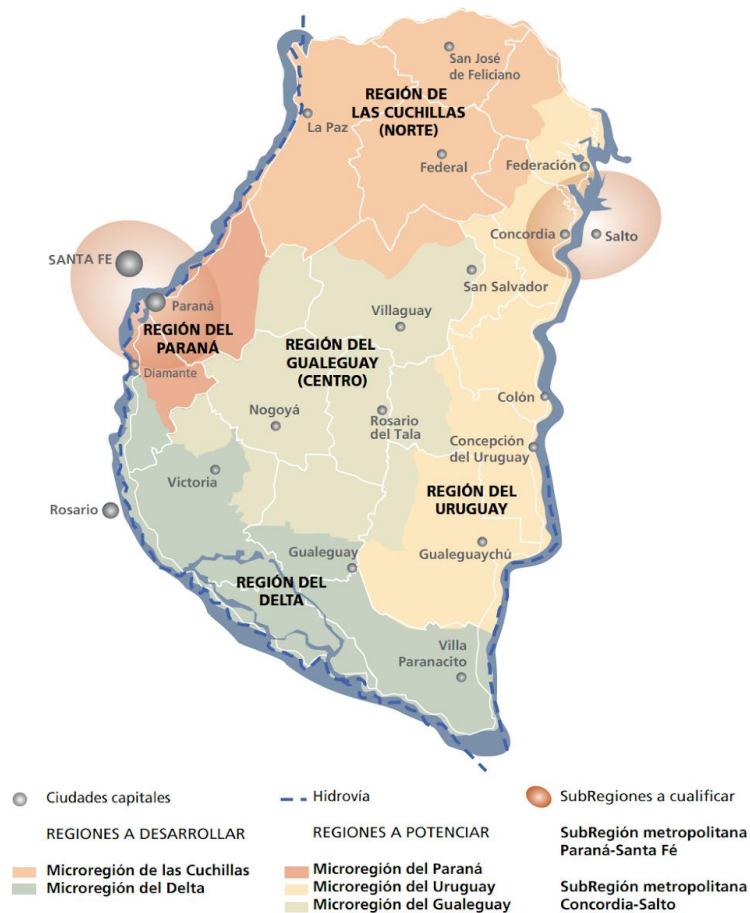 San José
de Feliciano
REGIÓN DE
LAS CUCHILLAS
(NORTE)
La Paz
Federal
Federación
SANTA FE
Concordia
Salto
San Salvador
Paraná
REGIÓN DEL
PARANÁ
Villaguay
REGIÓN DEL
GUALEGUAY
(CENTRO)
Diamante
Colón
Nogoyá
Rosario
del Tala
Concepción
del Uruguay
Victoria
REGIÓN DEL
URUGUAY
Rosario
Gualeguay
Gualeguaychú
REGIÓN DEL
DELTA
Villa
Paranacito
Ciudades capitales
Hidrovía
SubRegiones a cualificar
REGIONES A DESARROLLAR
REGIONES A POTENCIAR
SubRegión metropolitana
Paraná-Santa Fé
Microregión de las Cuchillas
Microregión del Delta
Microregión del Paraná
Microregión del Uruguay
Microregión del Gualeguay
SubRegión metropolitana
Concordia-Salto